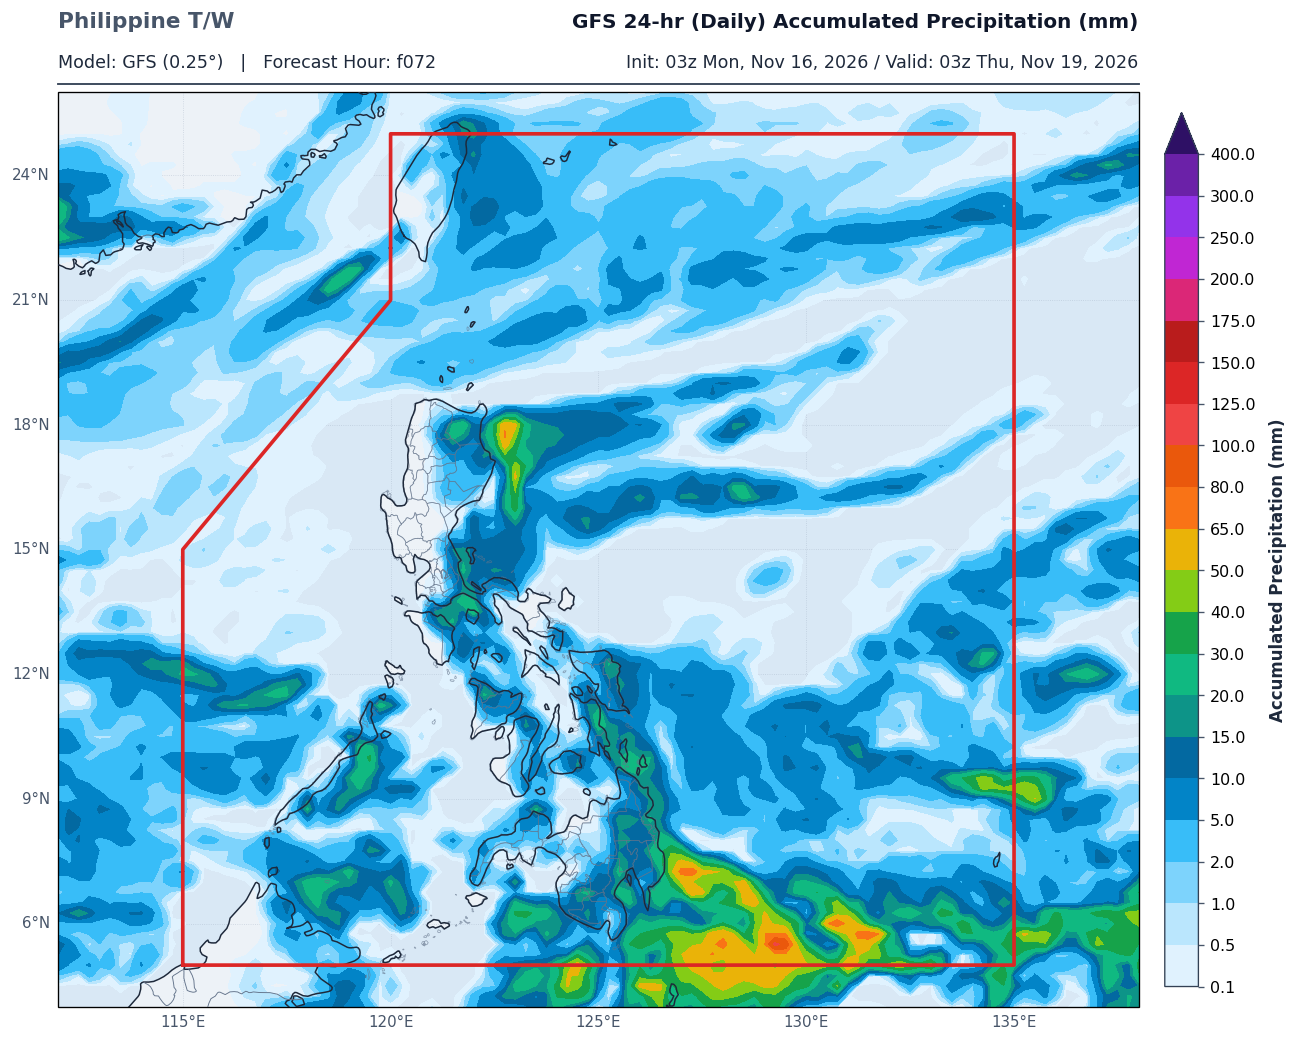 Philippine T/W
GFS 24-hr (Daily) Accumulated Precipitation (mm)
Model: GFS (0.25°)   |   Forecast Hour: f072
Init: 03z Mon, Nov 16, 2026 / Valid: 03z Thu, Nov 19, 2026
24°N
21°N
18°N
15°N
12°N
9°N
6°N
115°E
120°E
125°E
130°E
135°E
400.0
300.0
250.0
200.0
175.0
150.0
125.0
100.0
80.0
65.0
50.0
40.0
30.0
20.0
15.0
10.0
5.0
2.0
1.0
0.5
0.1
Accumulated Precipitation (mm)